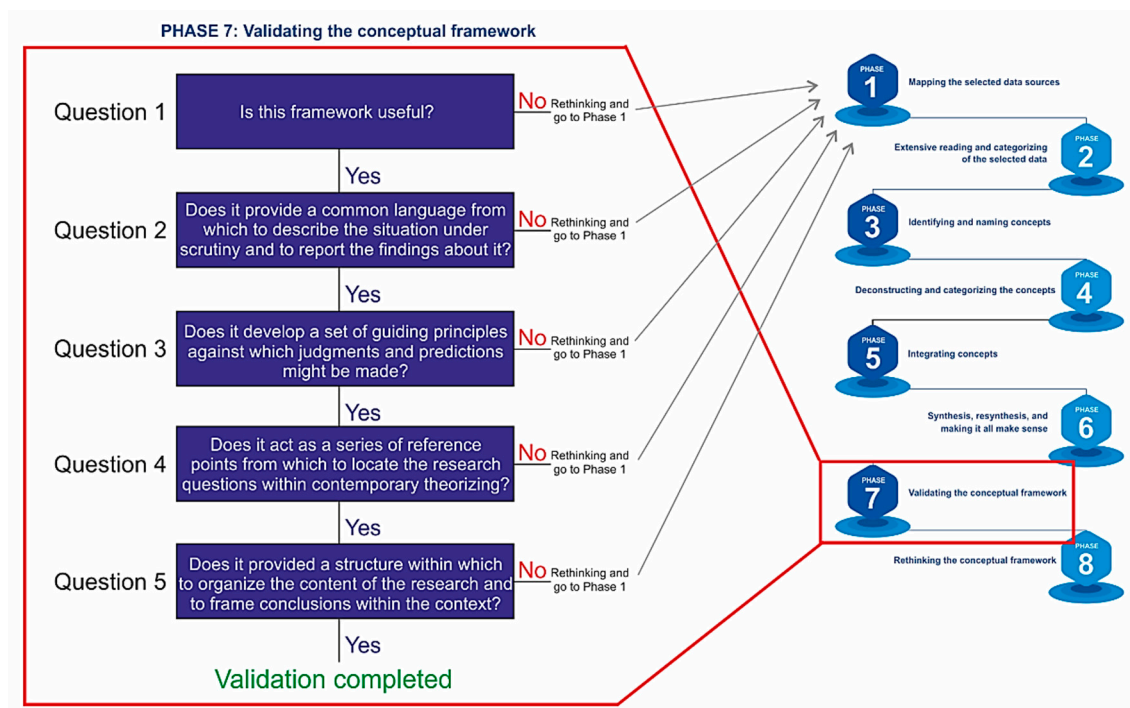 PHASE 7: Validating the conceptual framework
Question 1
Is this framework useful?
No
Rethinking and
go to Phase 1
Yes
Question 2
Does it provide a common language from
which to describe the situation under
scrutiny and to report the findings about it?
No
Rethinking and
go to Phase 1
Yes
Question 3
Does it develop a set of guiding principles
against which judgments and predictions
might be made?
No
Rethinking and
go to Phase 1
Yes
Question 4
Does it act as a series of reference
points from which to locate the research
questions within contemporary theorizing?
No
Rethinking and
go to Phase 1
Yes
Question 5
Does it provided a structure within which
to organize the content of the research and
to frame conclusions within the context?
No
Rethinking and
go to Phase 1
Yes
Validation completed
PHASE
1
Mapping the selected data sources
PHASE
2
Extensive reading and categorizing
of the selected data
PHASE
3
Identifying and naming concepts
PHASE
4
Deconstructing and categorizing the concepts
PHASE
5
Integrating concepts
PHASE
6
Synthesis, resynthesis, and
making it all make sense
PHASE
7
Validating the conceptual framework
PHASE
8
Rethinking the conceptual framework